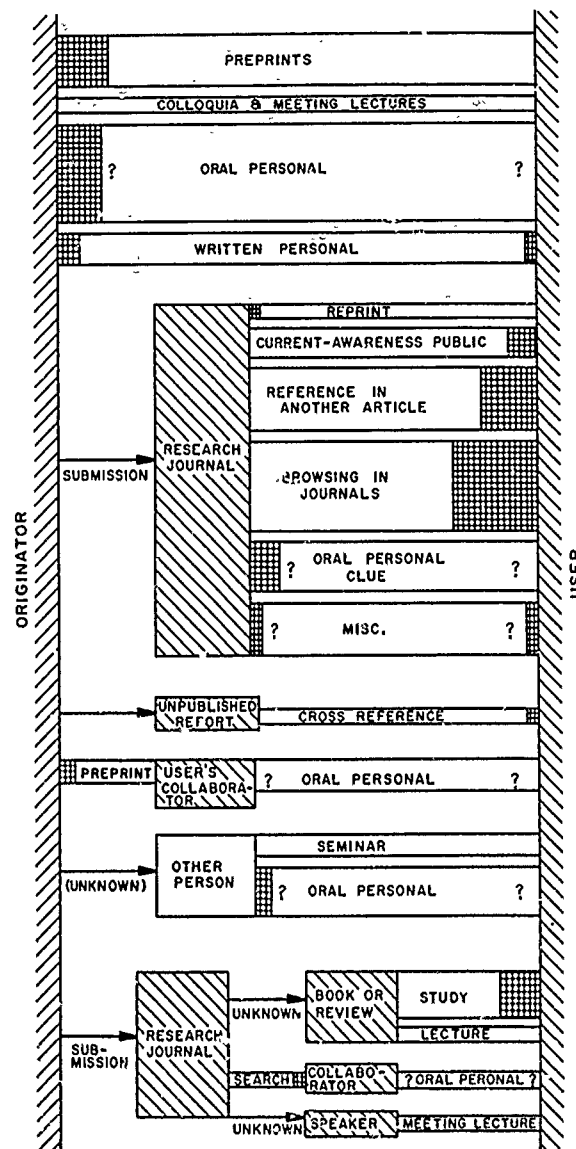 PREPRINTS
COLLOQUIA & MEETING LECTURES
? ORAL PERSONAL ?
WRITTEN PERSONAL
REPRINT
CURRENT-AWARENESS PUBLIC
REFERENCE IN
ANOTHER ARTICLE
RESEARCH
JOURNAL
SUBMISSION
BROWSING IN
JOURNALS
ORIGINATOR
USER
? ORAL PERSONAL ?
CLUE
? MISC. ?
UNPUBLISHED
REPORT
CROSS REFERENCE
PREPRINT
USER'S
COLLABORA-
TOR
? ORAL PERSONAL ?
(UNKNOWN)
OTHER
PERSON
SEMINAR
? ORAL PERSONAL ?
SUB-
MISSION
RESEARCH
JOURNAL
UNKNOWN
BOOK OR
REVIEW
STUDY
LECTURE
SEARCH
COLLABO-
RATOR
? ORAL PERONAL ?
UNKNOWN
SPEAKER
MEETING LECTURE